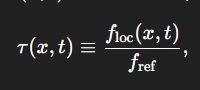 τ(x, t) ≡ f_loc(x, t) / f_ref,